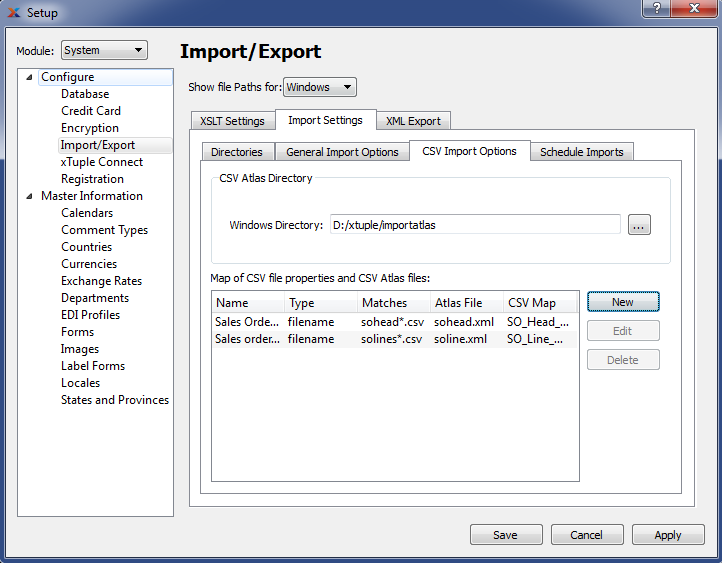 Setup
?
X
Module: System
Import/Export
Configure
Database
Credit Card
Encryption
Import/Export
xTuple Connect
Registration
Master Information
Calendars
Comment Types
Countries
Currencies
Exchange Rates
Departments
EDI Profiles
Forms
Images
Label Forms
Locales
States and Provinces
Show file Paths for: Windows
XSLT Settings Import Settings XML Export
Directories General Import Options CSV Import Options Schedule Imports
CSV Atlas Directory
Windows Directory: D:/xtuple/importatlas ...
Map of CSV file properties and CSV Atlas files:
Name Type Matches Atlas File CSV Map
Sales Orde... filename sohead*.csv sohead.xml SO_Head_...
Sales order... filename solines*.csv soline.xml SO_Line_...
New
Edit
Delete
Save Cancel Apply